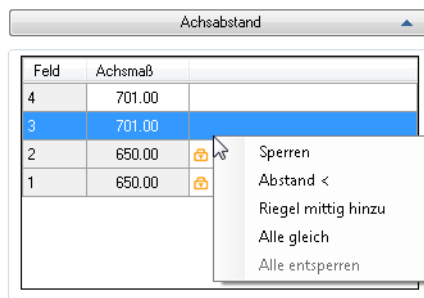 Achsabstand
Feld Achsmaß
4 701.00
3 701.00
2 650.00
1 650.00
Sperren
Abstand <
Riegel mittig hinzu
Alle gleich
Alle entsperren